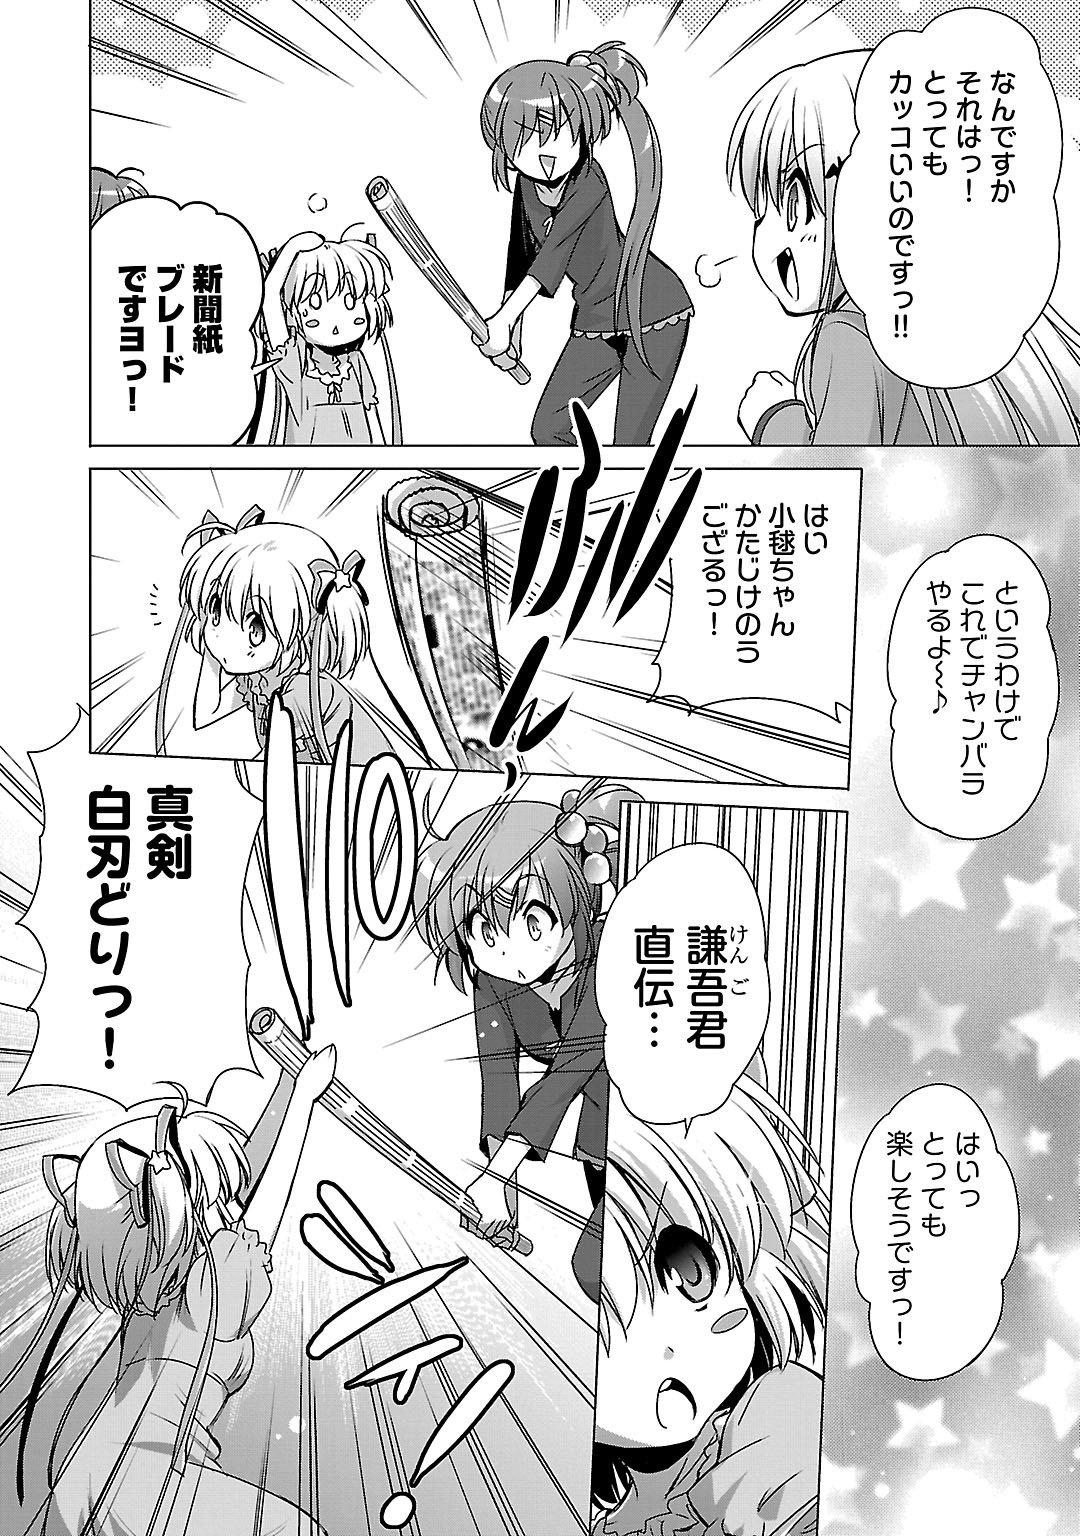 なんですか
それはっ！
とっても
カッコいいのですっ!!
新聞紙
ブレード
ですヨっ！
というわけで
これでチャンバラ
やるよ〜♪
はいっ
とっても
楽しそうですっ！
はい
小毬ちゃん
かたじけのう
ござるっ！
謙吾君
けんご
直伝…
真剣
白刃どりっ！